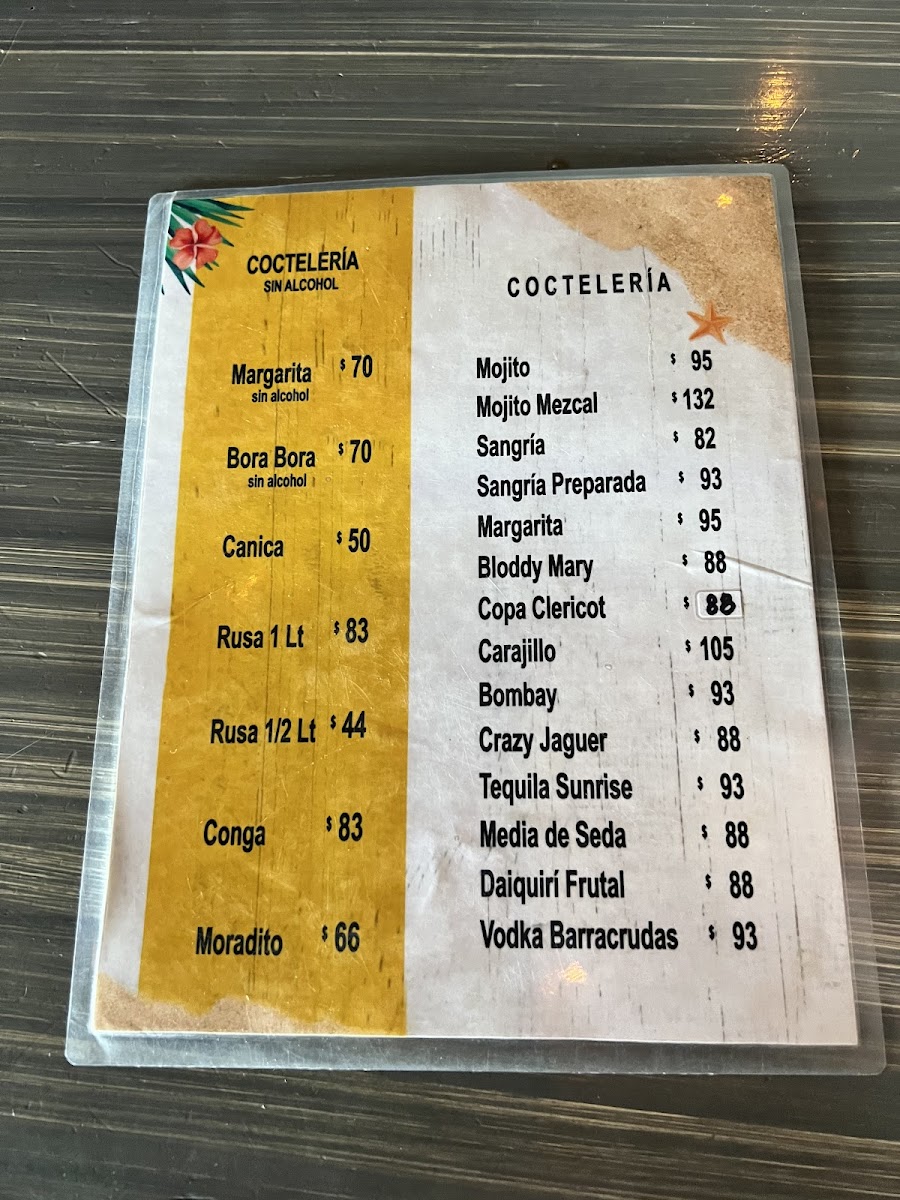 COCTELERÍA
SIN ALCOHOL
Margarita $ 70
sin alcohol
Bora Bora $ 70
sin alcohol
Canica $ 50
Rusa 1 Lt $ 83
Rusa 1/2 Lt $ 44
Conga $ 83
Moradito $ 66
COCTELERÍA
Mojito $ 95
Mojito Mezcal $ 132
Sangría $ 82
Sangría Preparada $ 93
Margarita $ 95
Bloddy Mary $ 88
Copa Clericot $ 88
Carajillo $ 105
Bombay $ 93
Crazy Jaguer $ 88
Tequila Sunrise $ 93
Media de Seda $ 88
Daiquirí Frutal $ 88
Vodka Barracrudas $ 93